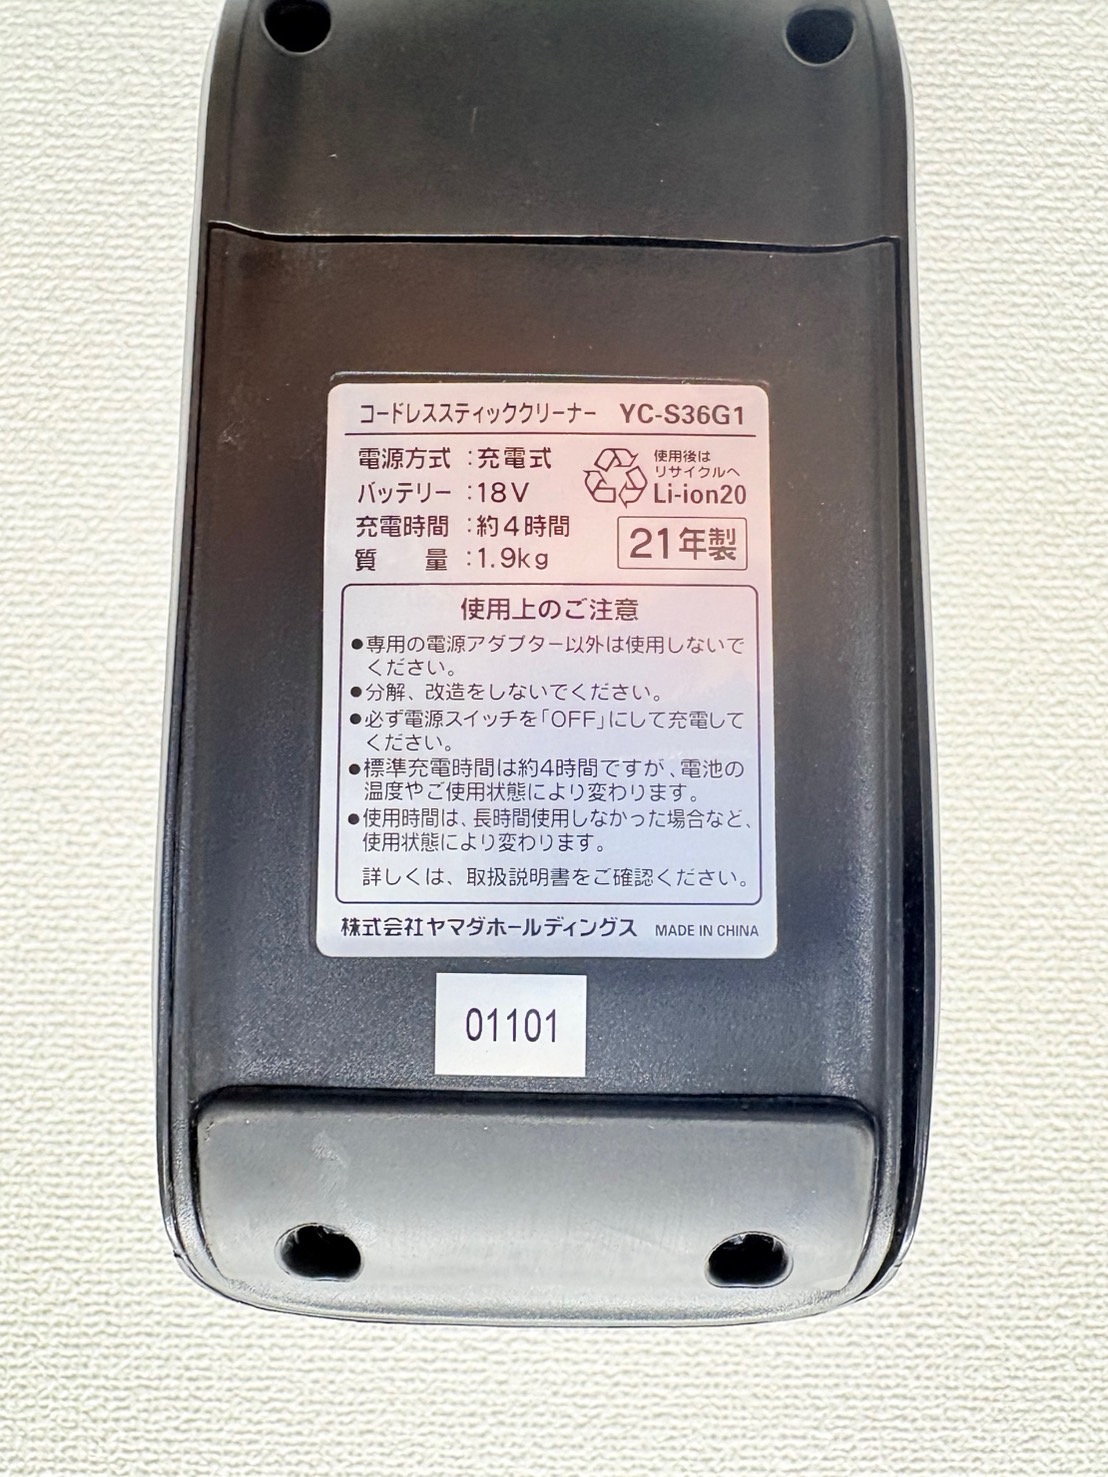 コードレススティッククリーナー YC-S36G1
電源方式 : 充電式
バッテリー : 18V
充電時間 : 約4時間
質　量 : 1.9kg
使用後は
リサイクルへ
Li-ion20
21年製
使用上のご注意
●専用の電源アダプター以外は使用しないで
ください。
●分解、改造をしないでください。
●必ず電源スイッチを「OFF」にして充電して
ください。
●標準充電時間は約4時間ですが、電池の
温度やご使用状態により変わります。
●使用時間は、長時間使用しなかった場合など、
使用状態により変わります。
詳しくは、取扱説明書をご確認ください。
株式会社ヤマダホールディングス MADE IN CHINA
01101